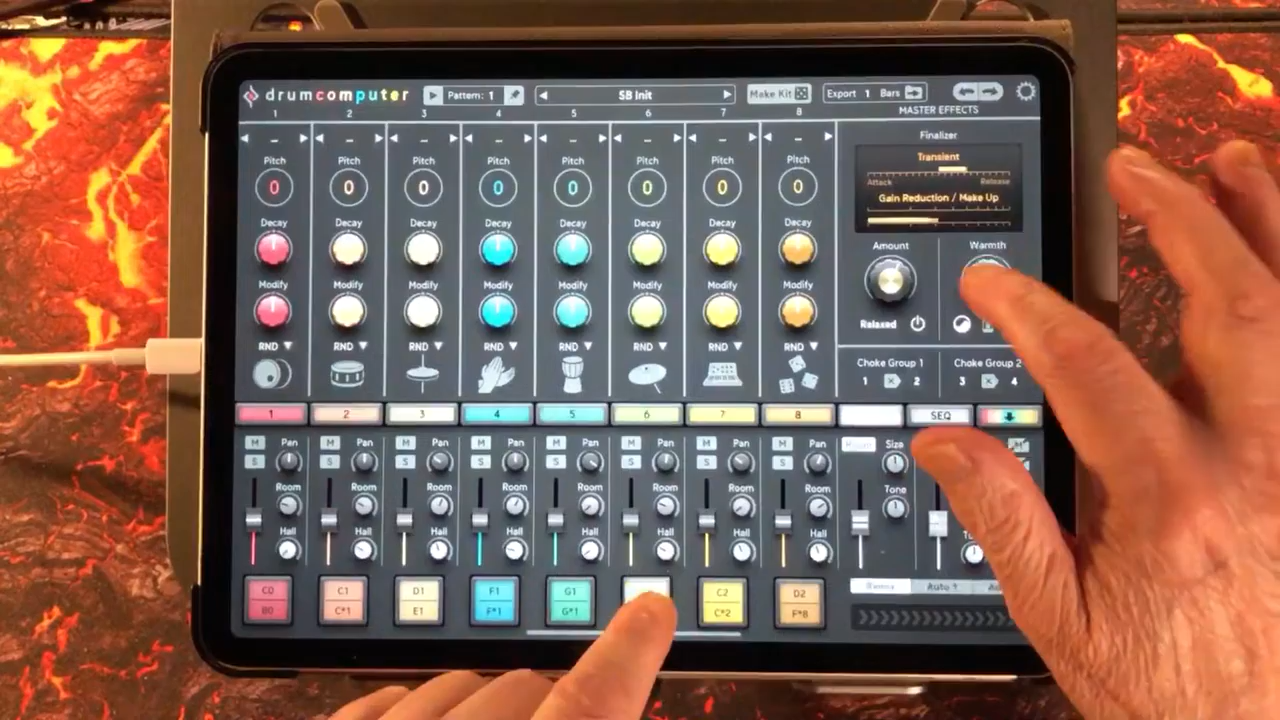 drumcomputer Pattern: 1 SB Init Make Kit Export 1 Bars
1 2 3 4 5 6 7 8 MASTER EFFECTS
Finalizer
Transient
Pitch Pitch Pitch Pitch Pitch Pitch Pitch Pitch
Attack Release
0 0 0 0 0 0 0 0
Gain Reduction / Make Up
Decay Decay Decay Decay Decay Decay Decay Decay
Amount Warmth
Modify Modify Modify Modify Modify Modify Modify Modify
Relaxed
RND RND RND RND RND RND RND RND
Choke Group 1 Choke Group 2
1 2 3 4
1 2 3 4 5 6 7 8 SEQ
M Pan M Pan M Pan M Pan M Pan M Pan M Pan M Pan Size
S S S S S S S S
Room Room Room Room Room Room Room Room Tone
Hall Hall Hall Hall Hall Hall Hall Hall
C0 C1 D1 F1 G1 C2 D2
B0 C#1 E1 F#1 G#1 C#2 F#8